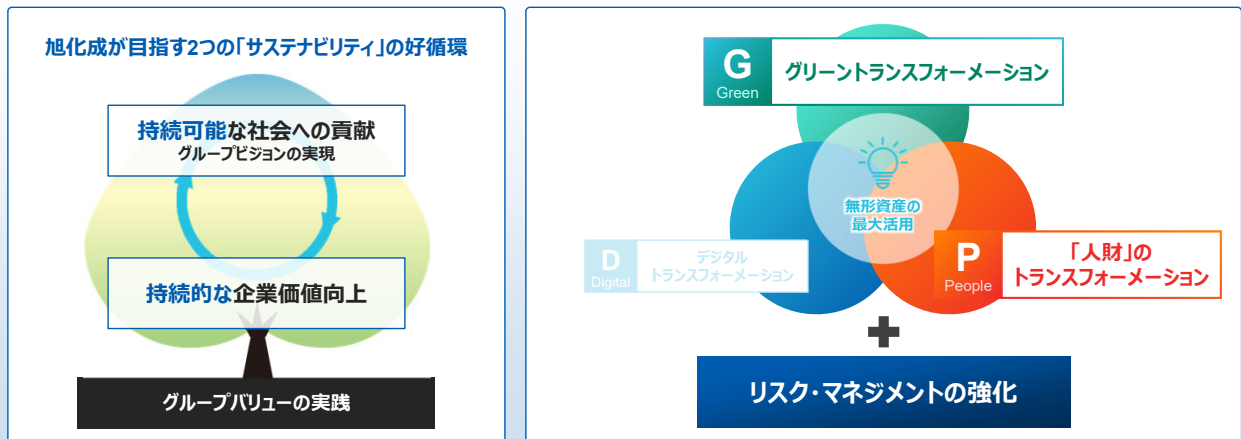 旭化成が目指す2つの「サステナビリティ」の好循環
持続可能な社会への貢献
グループビジョンの実現
持続的な企業価値向上
グループバリューの実践
G
Green
グリーントランスフォーメーション
無形資産の
最大活用
D
Digital
デジタル
トランスフォーメーション
P
People
「人財」の
トランスフォーメーション
リスク・マネジメントの強化